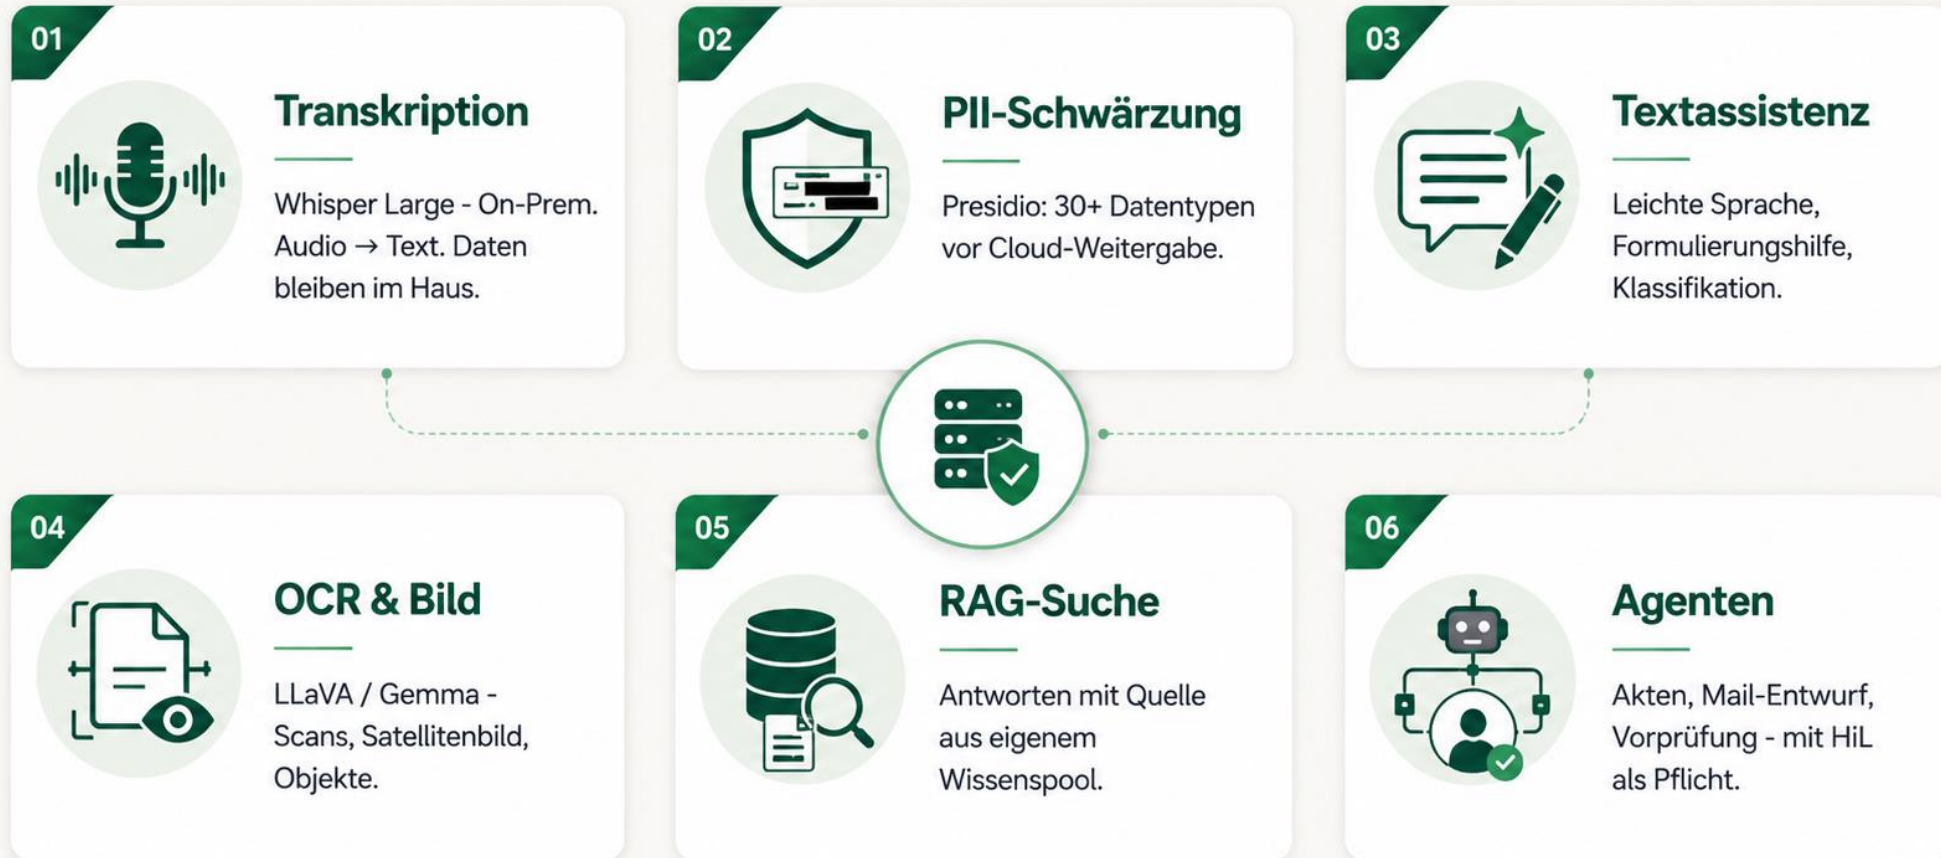 01
Transkription
Whisper Large - On-Prem.
Audio → Text. Daten
bleiben im Haus.
02
PII-Schwärzung
Presidio: 30+ Datentypen
vor Cloud-Weitergabe.
03
Textassistenz
Leichte Sprache,
Formulierungshilfe,
Klassifikation.
04
OCR & Bild
LLaVA / Gemma -
Scans, Satellitenbild,
Objekte.
05
RAG-Suche
Antworten mit Quelle
aus eigenem
Wissenspool.
06
Agenten
Akten, Mail-Entwurf,
Vorprüfung - mit HiL
als Pflicht.